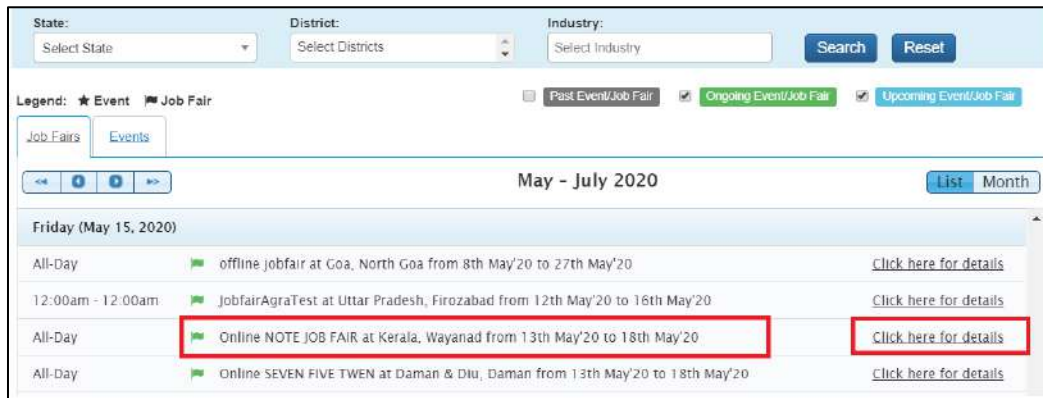 State: District: Industry:
Select State Select Districts Select Industry Search Reset
Legend: ★ Event Job Fair Past Event/Job Fair Ongoing Event/Job Fair Upcoming Event/Job Fair
Job Fairs Events
May - July 2020 List Month
Friday (May 15, 2020)
All-Day offline jobfair at Goa, North Goa from 8th May'20 to 27th May'20 Click here for details
12:00am - 12:00am JobfairAgraTest at Uttar Pradesh, Firozabad from 12th May'20 to 16th May'20 Click here for details
All-Day Online NOTE JOB FAIR at Kerala, Wayanad from 13th May'20 to 18th May'20 Click here for details
All-Day Online SEVEN FIVE TWEN at Daman & Diu, Daman from 13th May'20 to 18th May'20 Click here for details